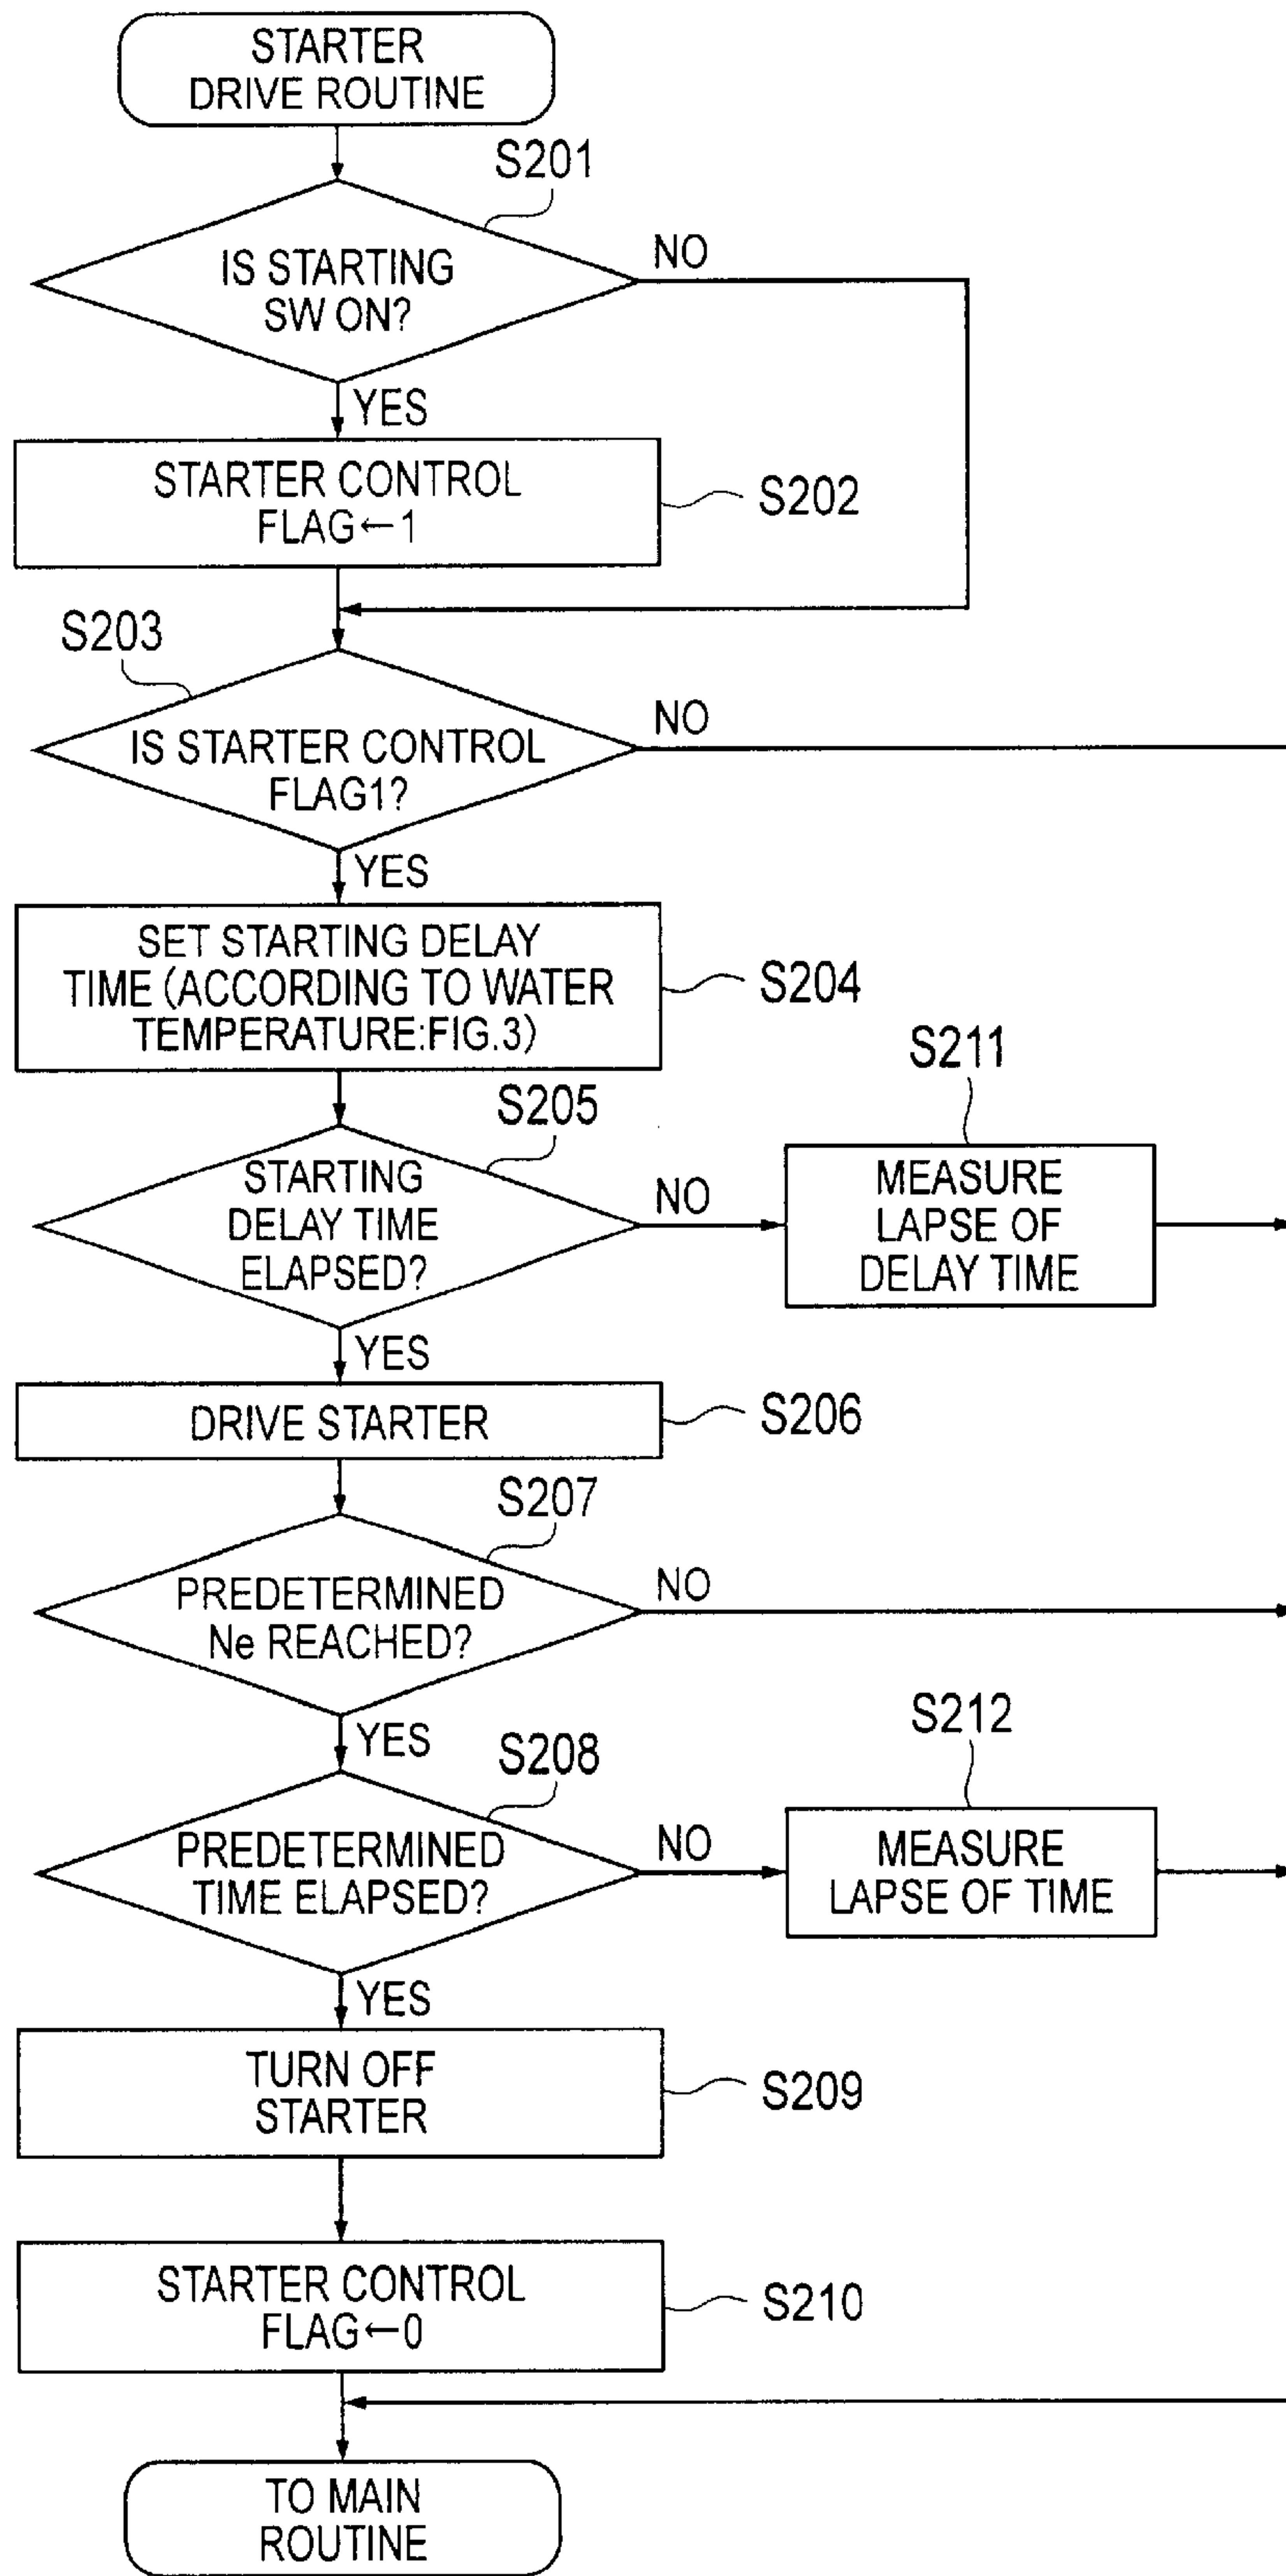 STARTER
DRIVE ROUTINE
S201
IS STARTING
SW ON?
NO
YES
STARTER CONTROL
FLAG←1
S202
S203
IS STARTER CONTROL
FLAG1?
NO
YES
SET STARTING DELAY
TIME (ACCORDING TO WATER
TEMPERATURE:FIG.3)
S204
S205
STARTING
DELAY TIME
ELAPSED?
NO
S211
MEASURE
LAPSE OF
DELAY TIME
YES
DRIVE STARTER
S206
S207
PREDETERMINED
Ne REACHED?
NO
YES
S208
PREDETERMINED
TIME ELAPSED?
NO
S212
MEASURE
LAPSE OF TIME
YES
TURN OFF
STARTER
S209
STARTER CONTROL
FLAG←0
S210
TO MAIN
ROUTINE